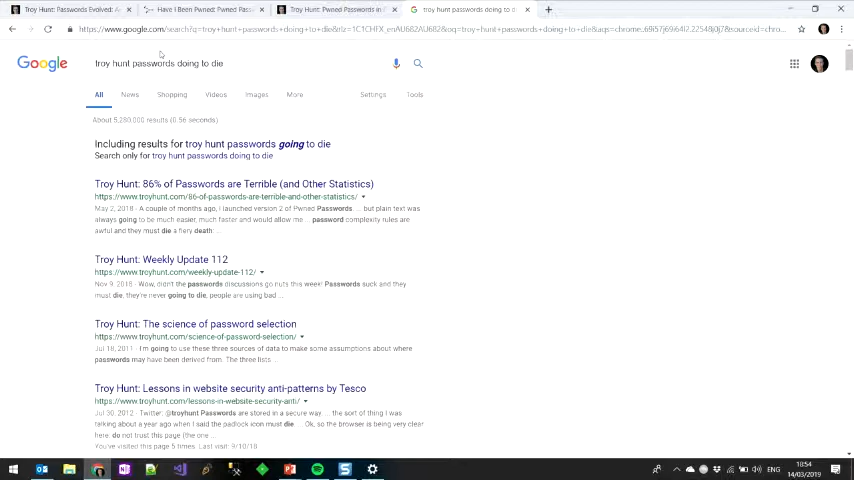 Troy Hunt: Passwords Evolved: A
Have I Been Pwned: Pwned Pass
Troy Hunt: Pwned Passwords in
troy hunt passwords doing to d
Google
troy hunt passwords doing to die
All
News
Shopping
Videos
Images
More
Settings
Tools
About 5,280,000 results (0.56 seconds)
Including results for troy hunt passwords going to die
Search only for troy hunt passwords doing to die
Troy Hunt: 86% of Passwords are Terrible (and Other Statistics)
https://www.troyhunt.com/86-of-passwords-are-terrible-and-other-statistics/
May 2, 2018 - A couple of months ago, I launched version 2 of Pwned Passwords ... but plain text was
always going to be much easier, much faster and would allow me ... password complexity rules are
awful and they must die a fiery death: ...
Troy Hunt: Weekly Update 112
https://www.troyhunt.com/weekly-update-112/
Nov 9, 2018 - Wow, didn't the passwords discussions go nuts this week! Passwords suck and they
must die, they're never going to die, people are using bad ...
Troy Hunt: The science of password selection
https://www.troyhunt.com/science-of-password-selection/
Jul 18, 2011 - I'm going to use these three sources of data to make some assumptions about where
passwords may have been derived from. The three lists ...
Troy Hunt: Lessons in website security anti-patterns by Tesco
https://www.troyhunt.com/lessons-in-website-security-anti/
Jul 30, 2012 - Twitter: @troyhunt Passwords are stored in a secure way. ... the sort of thing I was
talking about a year ago when I said the padlock icon must die. ... Ok, so the browser is being very clear
here: do not trust this page (the one ...
You've visited this page 5 times. Last visit: 9/10/18
ENG
18:54
14/03/2019